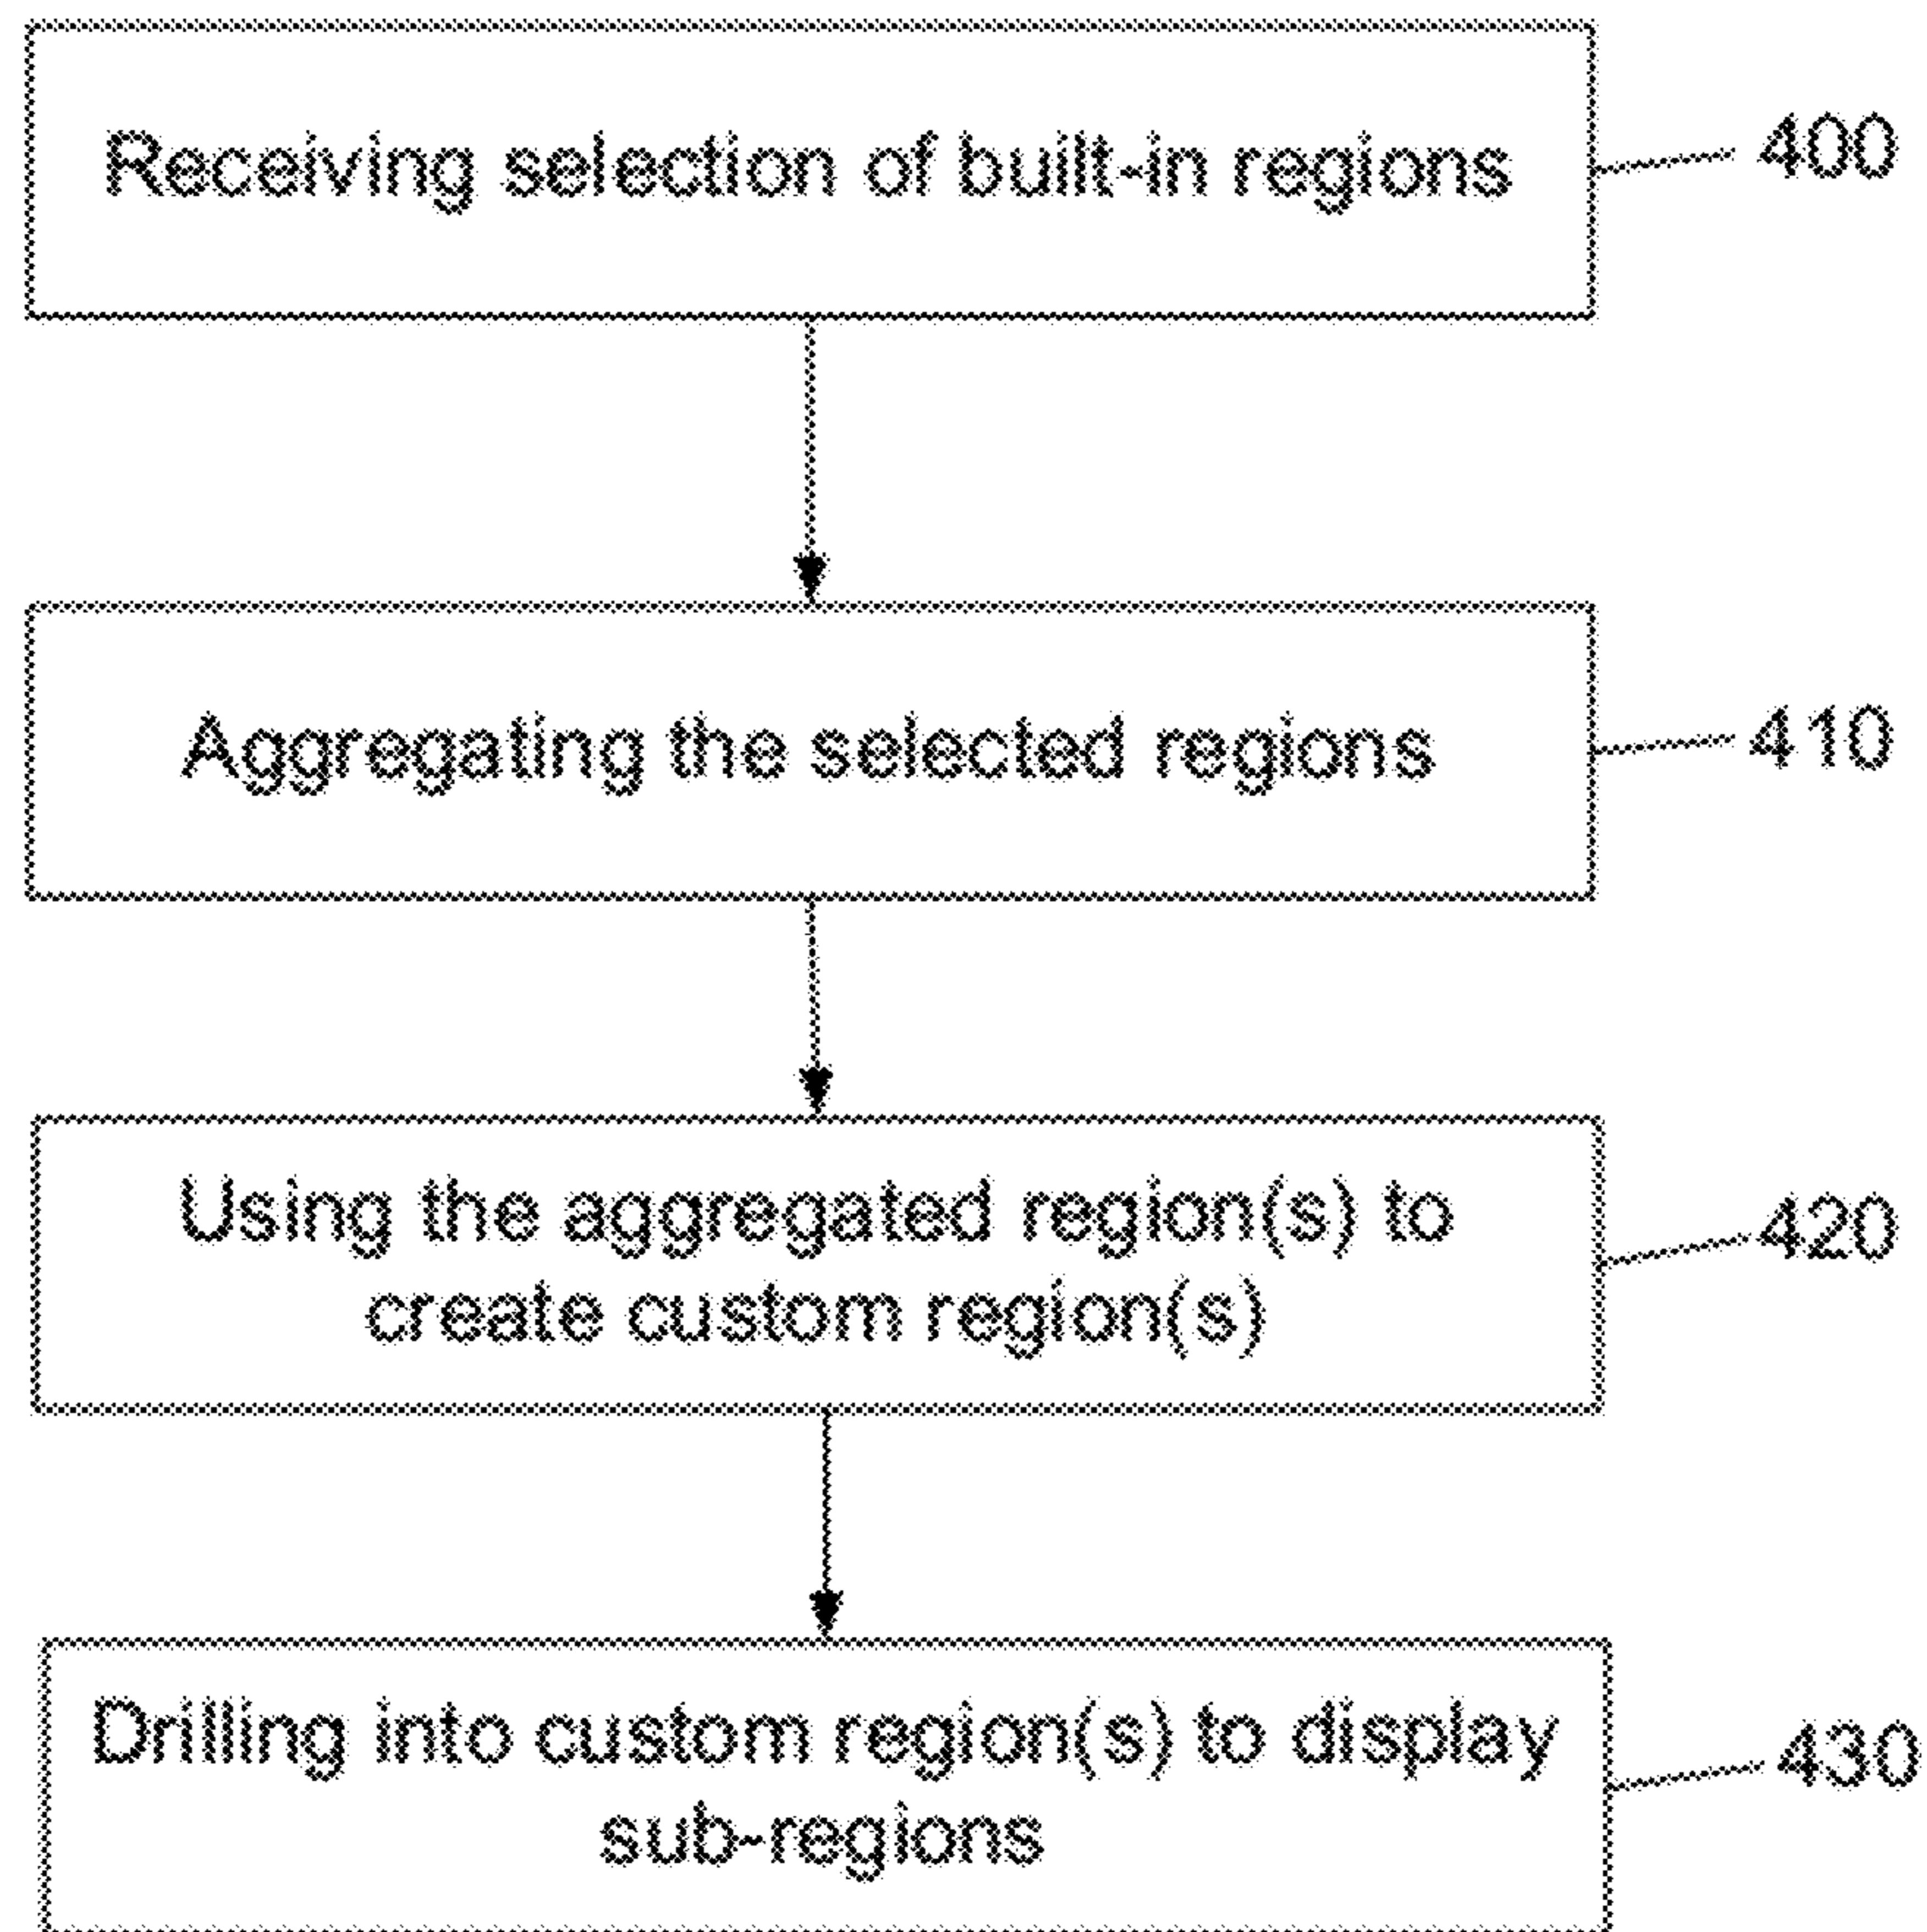 Receiving selection of built-in regions
400
Aggregating the selected regions
410
Using the aggregated region(s) to
create custom region(s)
420
Drilling into custom region(s) to display
sub-regions
430